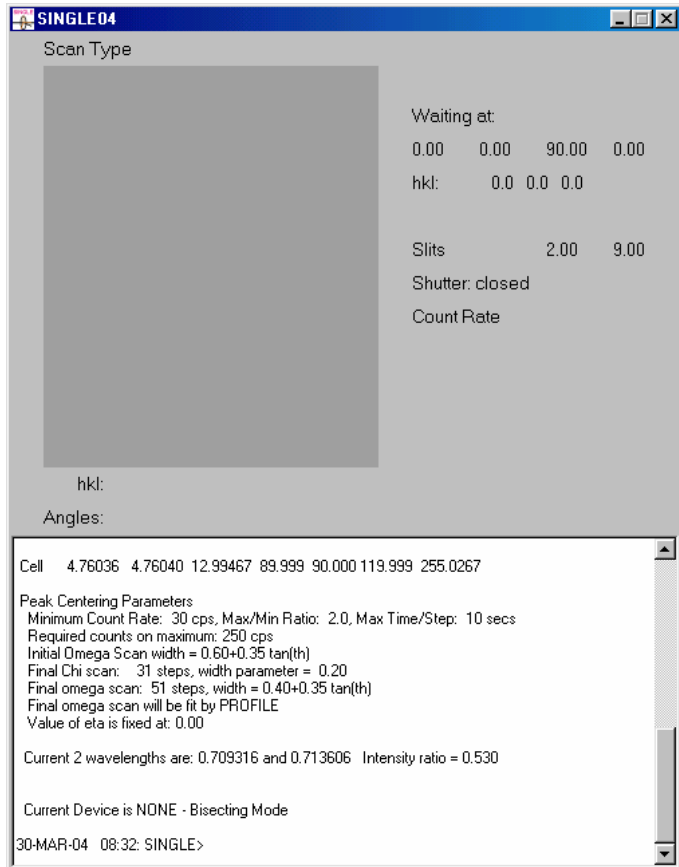 SINGLE04
Scan Type
Waiting at:
0.00 0.00 90.00 0.00
hkl: 0.0 0.0 0.0
Slits 2.00 9.00
Shutter: closed
Count Rate
hkl:
Angles:
Cell 4.76036 4.76040 12.99467 89.999 90.000 119.999 255.0267
Peak Centering Parameters
Minimum Count Rate: 30 cps, Max/Min Ratio: 2.0, Max Time/Step: 10 secs
Required counts on maximum: 250 cps
Initial Omega Scan width = 0.60+0.35 tan(th)
Final Chi scan: 31 steps, width parameter = 0.20
Final omega scan: 51 steps, width = 0.40+0.35 tan(th)
Final omega scan will be fit by PROFILE
Value of eta is fixed at: 0.00
Current 2 wavelengths are: 0.709316 and 0.713606 Intensity ratio = 0.530
Current Device is NONE - Bisecting Mode
30-MAR-04 08:32: SINGLE>